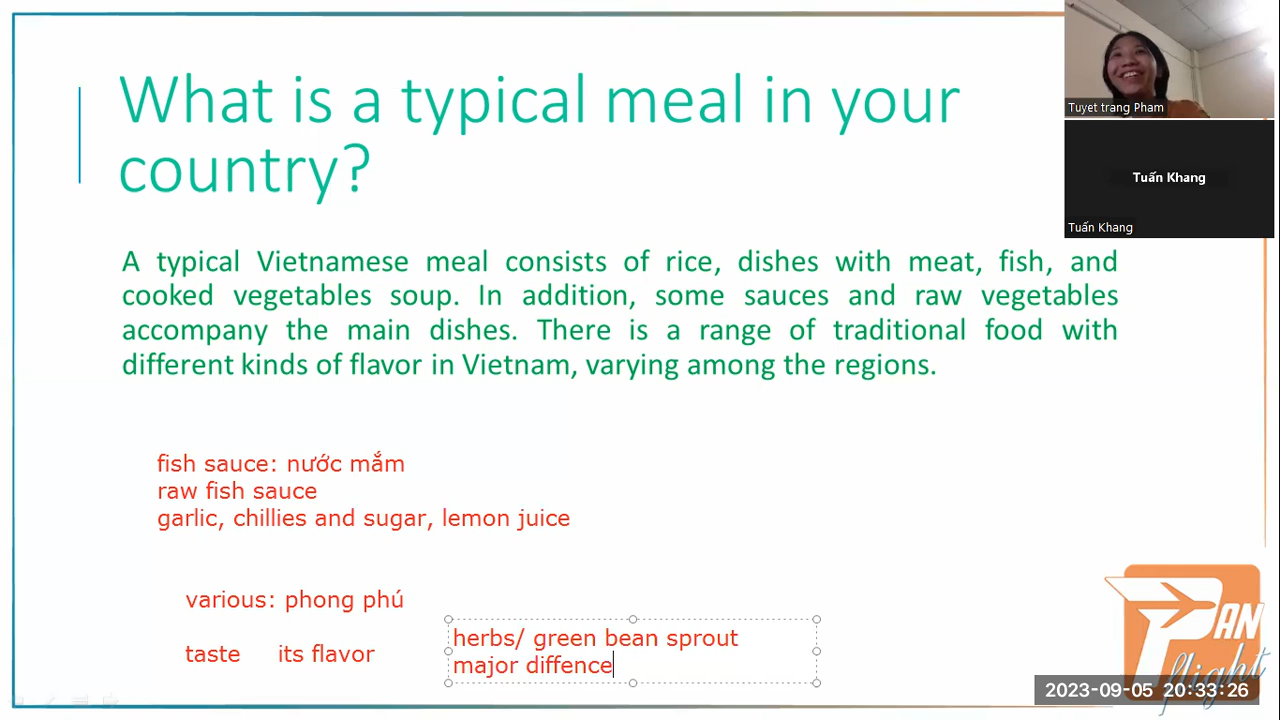 What is a typical meal in your
country?
A typical Vietnamese meal consists of rice, dishes with meat, fish, and
cooked vegetables soup. In addition, some sauces and raw vegetables
accompany the main dishes. There is a range of traditional food with
different kinds of flavor in Vietnam, varying among the regions.
fish sauce: nước mắm
raw fish sauce
garlic, chillies and sugar, lemon juice
various: phong phú
taste its flavor
herbs/ green bean sprout
major diffence
Tuyet trang Pham
Tuấn Khang
Tuấn Khang
PAN
flight
2023-09-05 20:33:26